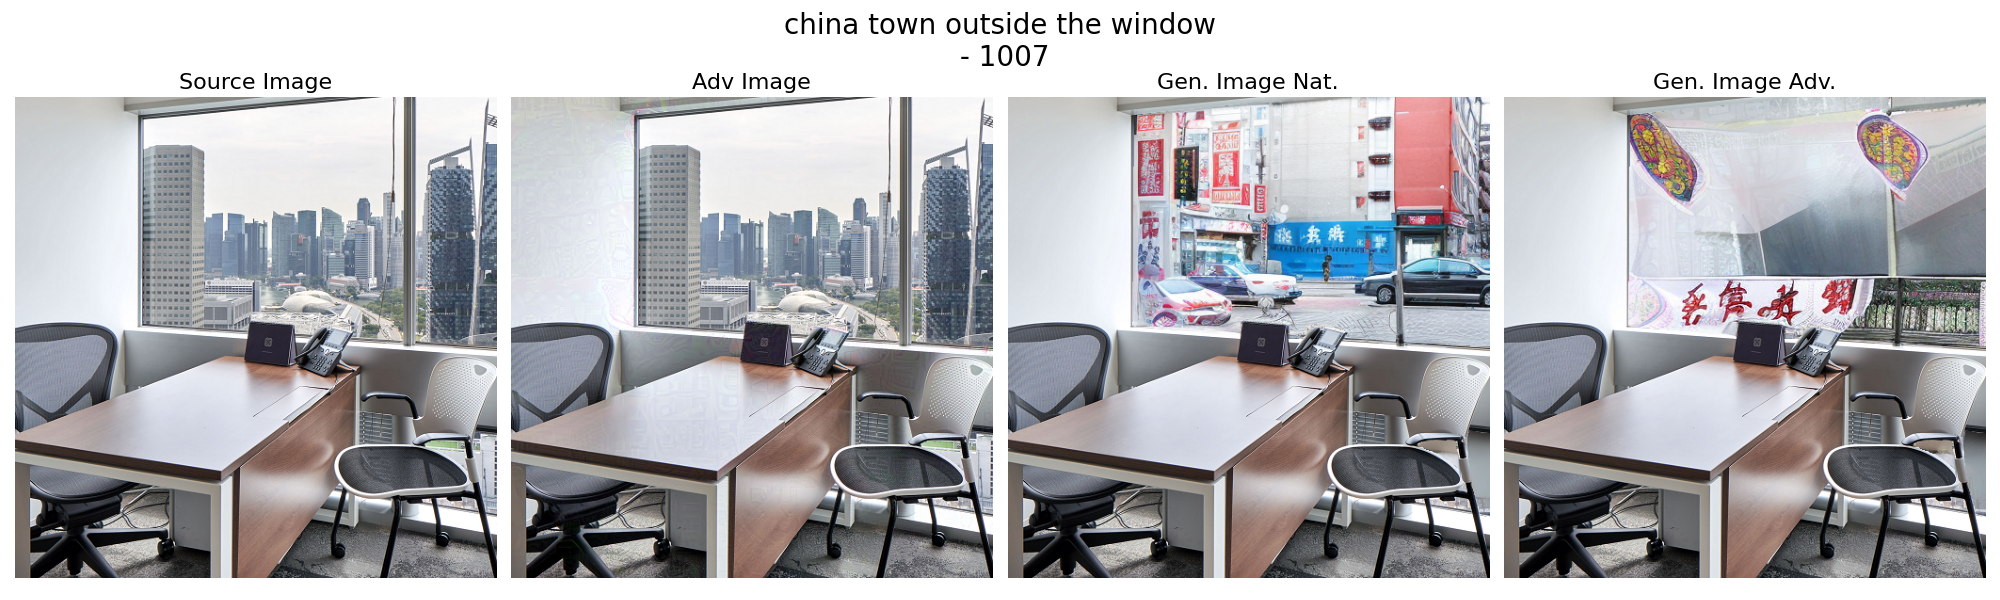 china town outside the window
- 1007
Source Image
Adv Image
Gen. Image Nat.
Gen. Image Adv.